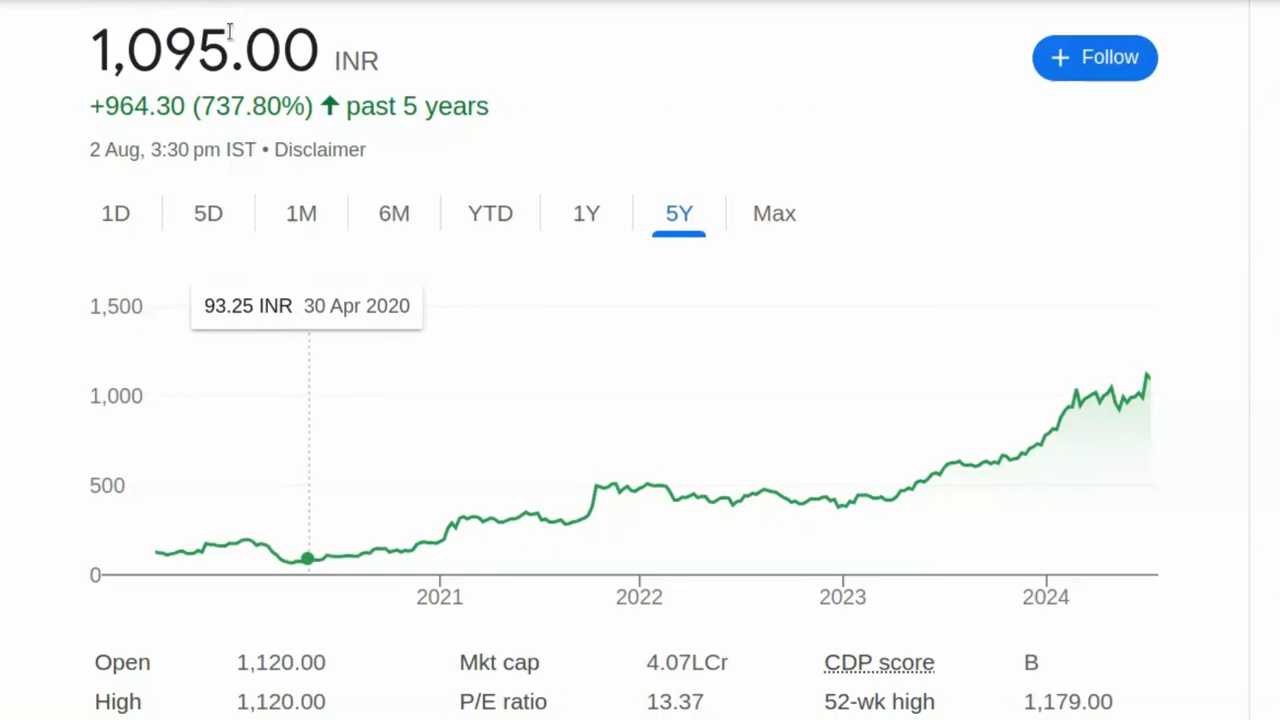 1,095.00 INR
+ Follow
+964.30 (737.80%) ↑ past 5 years
2 Aug, 3:30 pm IST • Disclaimer
1D 5D 1M 6M YTD 1Y 5Y Max
93.25 INR 30 Apr 2020
1,500
1,000
500
0
2021 2022 2023 2024
Open 1,120.00 Mkt cap 4.07LCr CDP score B
High 1,120.00 P/E ratio 13.37 52-wk high 1,179.00